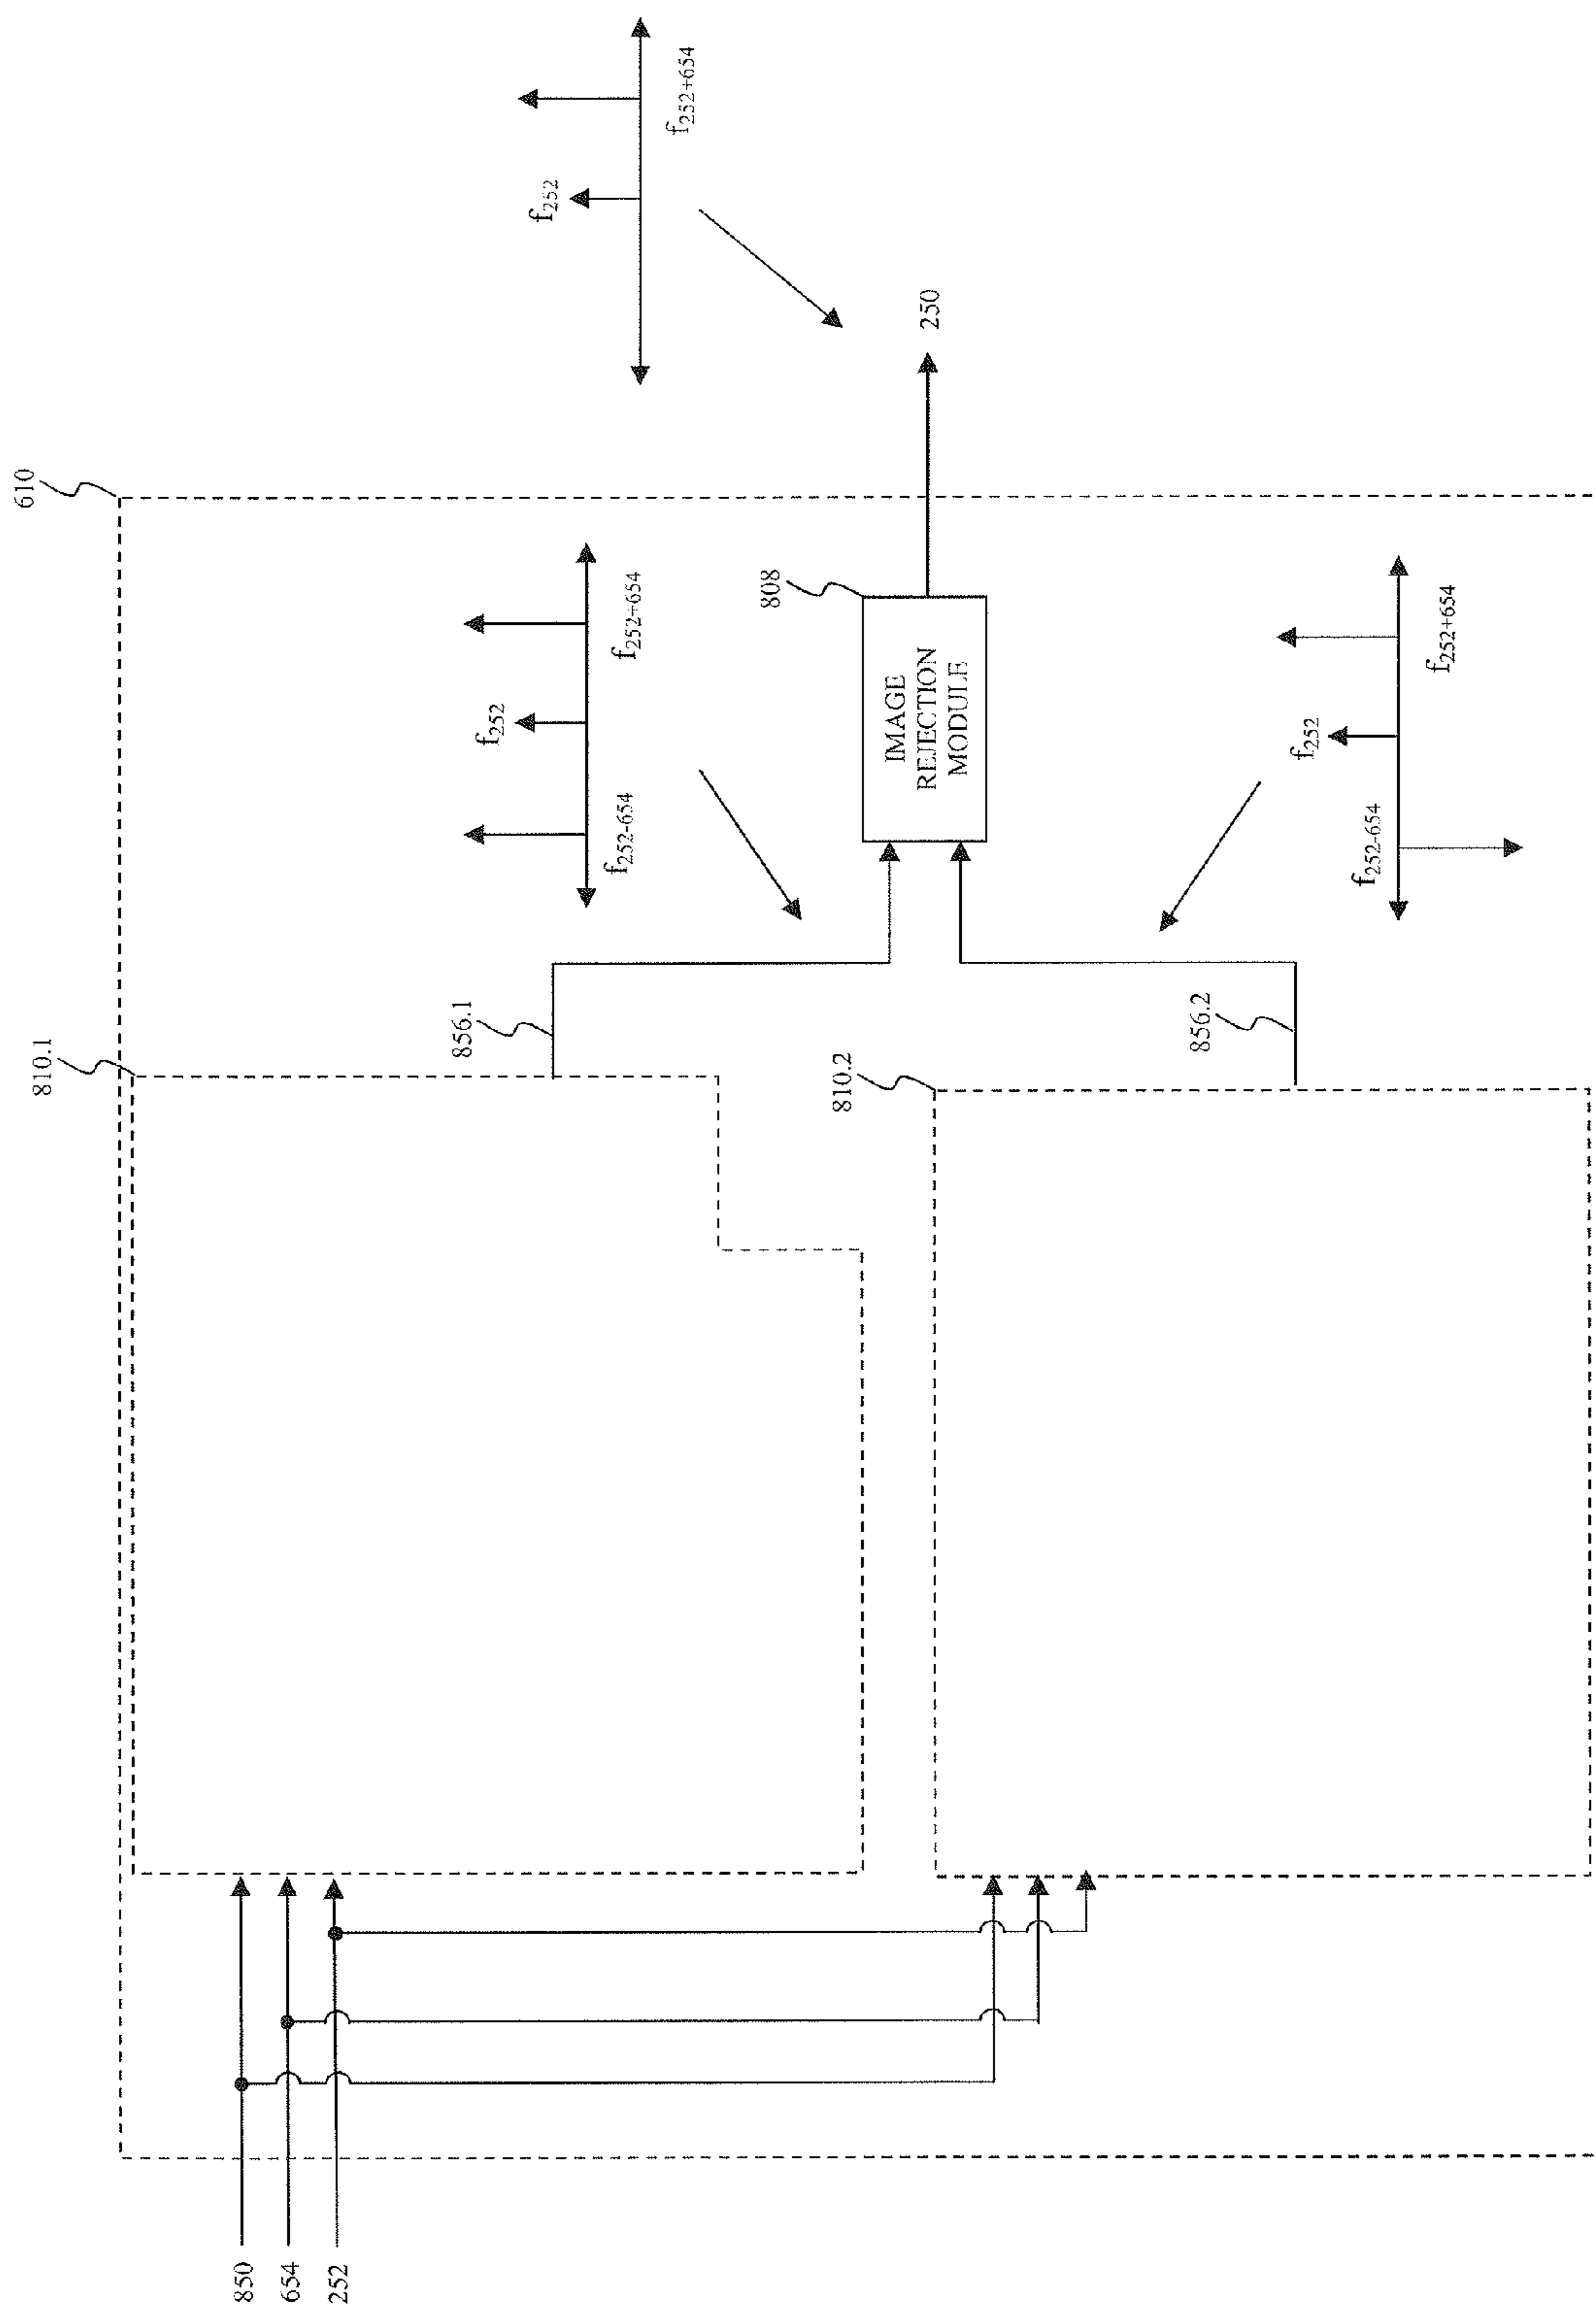 610
810.1
850
654
252
856.1
f₂₅₂₋₆₅₄
f₂₅₂
f₂₅₂₊₆₅₄
f₂₅₂
f₂₅₂₊₆₅₄
808
IMAGE
REJECTION
MODULE
250
810.2
856.2
f₂₅₂₋₆₅₄
f₂₅₂
f₂₅₂₊₆₅₄